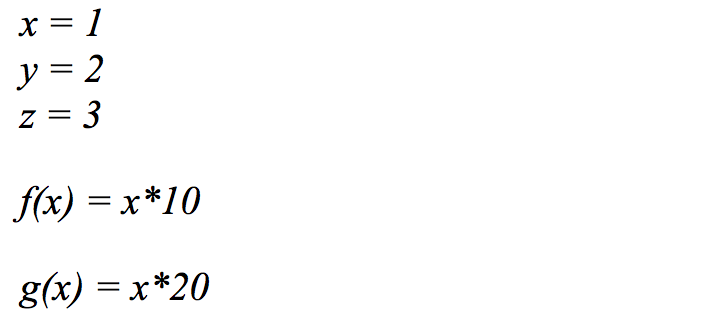 x = 1
y = 2
z = 3
f(x) = x*10
g(x) = x*20